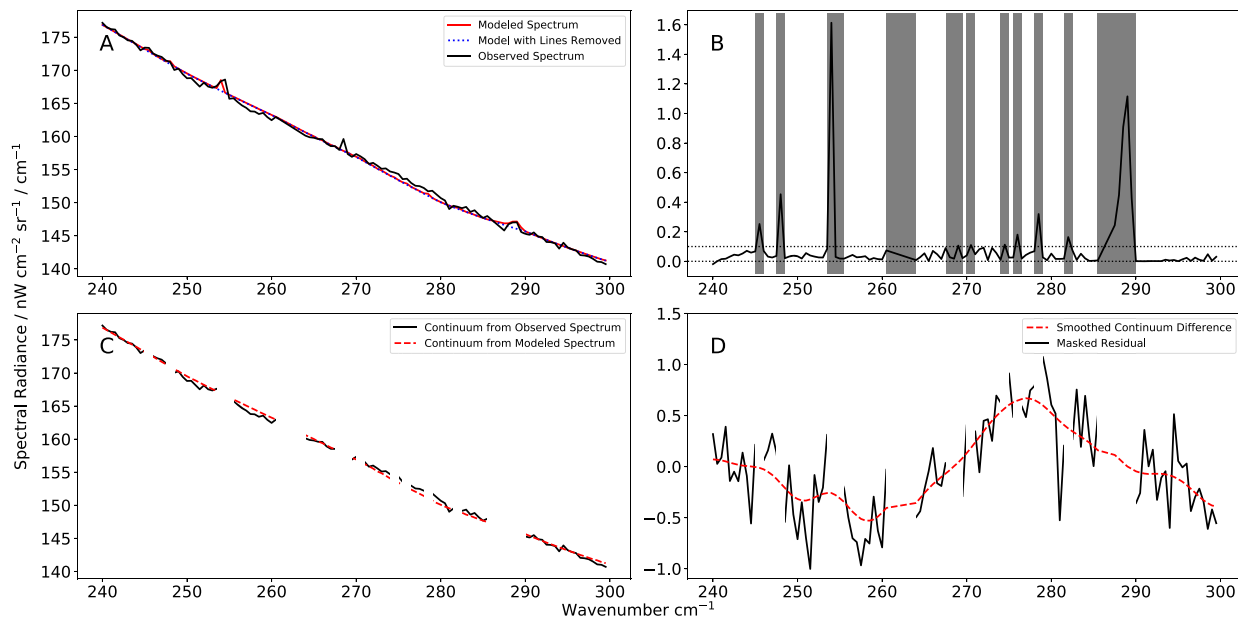 Spectral Radiance / nW cm⁻² sr⁻¹ / cm⁻¹
A
Modeled Spectrum
Model with Lines Removed
Observed Spectrum
175
170
165
160
155
150
145
140
240 250 260 270 280 290 300
B
1.6
1.4
1.2
1.0
0.8
0.6
0.4
0.2
0.0
240 250 260 270 280 290 300
C
Continuum from Observed Spectrum
Continuum from Modeled Spectrum
175
170
165
160
155
150
145
140
240 250 260 270 280 290 300
D
Smoothed Continuum Difference
Masked Residual
1.5
1.0
0.5
0.0
−0.5
−1.0
240 250 260 270 280 290 300
Wavenumber cm⁻¹